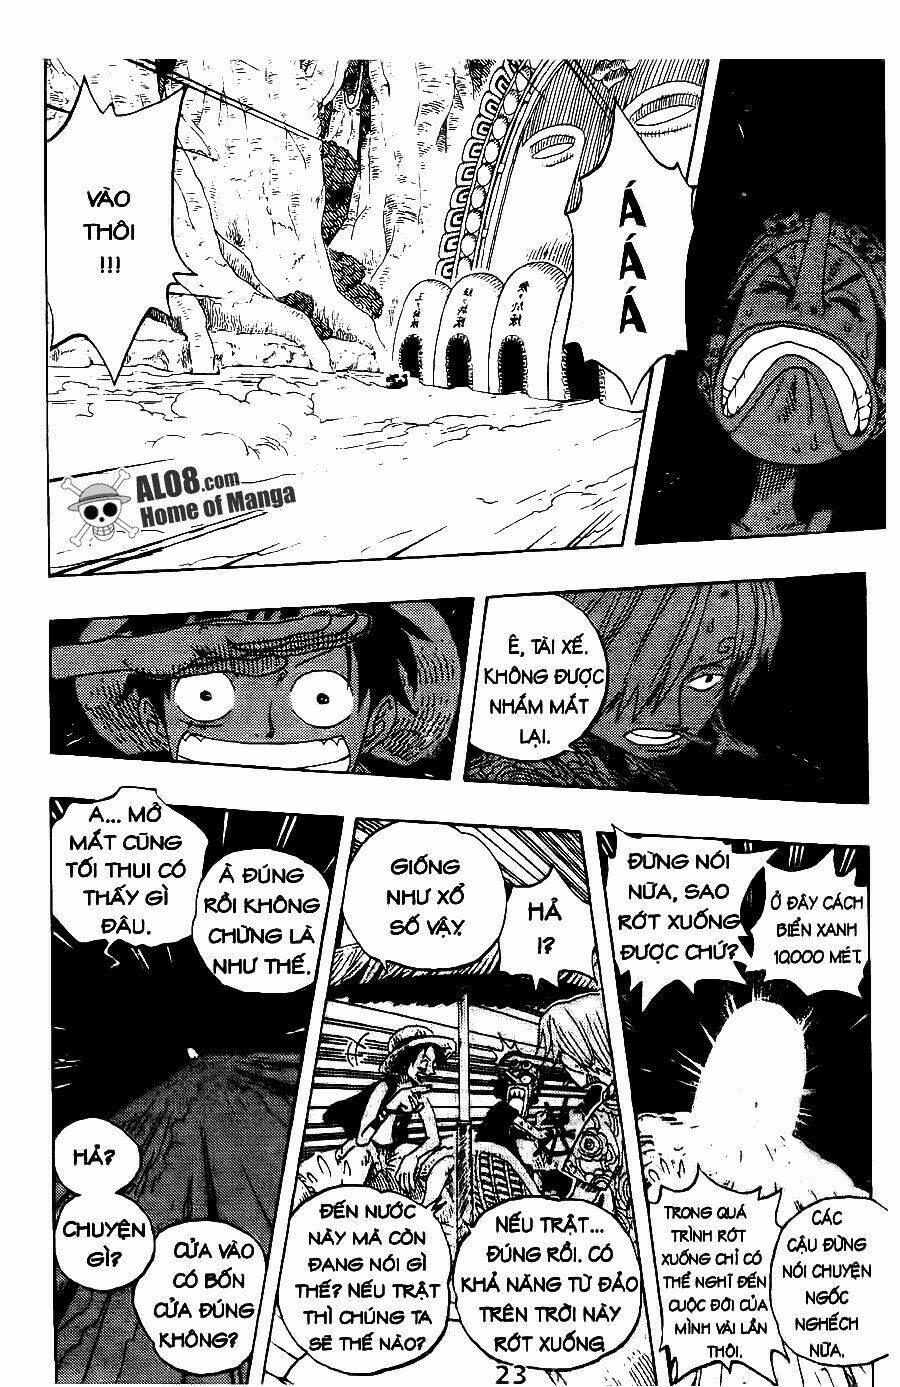 VÀO
THÔI
!!!
Á
Á
Á
AL08.com
Home of Manga
Ê, TÀI XẾ.
KHÔNG ĐƯỢC
NHẮM MẮT
LẠI.
A... MỞ
MẮT CŨNG
TỐI THUI CÓ
THẤY GÌ
ĐÂU.
À ĐÚNG
RỒI KHÔNG
CHỪNG LÀ
NHƯ THẾ.
HẢ?
CHUYỆN
GÌ?
CỬA VÀO
CÓ BỐN
CỬA ĐÚNG
KHÔNG?
GIỐNG
NHƯ XỔ
SỐ VẬY.
HẢ
!?
ĐẾN NƯỚC
NÀY MÀ CÒN
ĐANG NÓI GÌ
THẾ? NẾU TRẬT
THÌ CHÚNG TA
SẼ THẾ NÀO?
NẾU TRẬT...
ĐÚNG RỒI. CÓ
KHẢ NĂNG TỪ ĐẢO
TRÊN TRỜI NÀY
RỚT XUỐNG
ĐỪNG NÓI
NỮA, SAO
RỚT XUỐNG
ĐƯỢC CHỨ?
Ở ĐÂY CÁCH
BIỂN XANH
10.000 MÉT.
TRONG QUÁ
TRÌNH RỚT
XUỐNG CHỈ CÓ
THỂ NGHĨ ĐẾN
CUỘC ĐỜI CỦA
MÌNH VÀI LẦN
THÔI.
CÁC
CẬU ĐỪNG
NÓI CHUYỆN
NGỐC
NGHẾCH
NỮA.
23